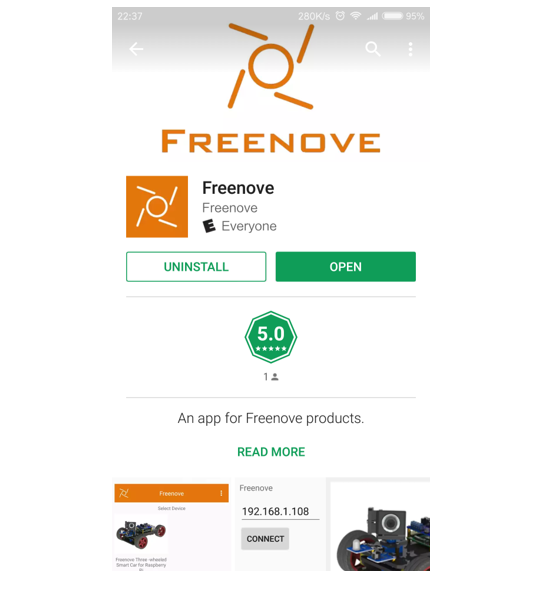 22:37
280K/s
95%
FREENOVE
Freenove
Freenove
E Everyone
UNINSTALL
OPEN
5.0
1
An app for Freenove products.
READ MORE
Freenove
Select Device
Freenove Three-wheeled
Smart Car for Raspberry
Pi
Freenove
192.168.1.108
CONNECT